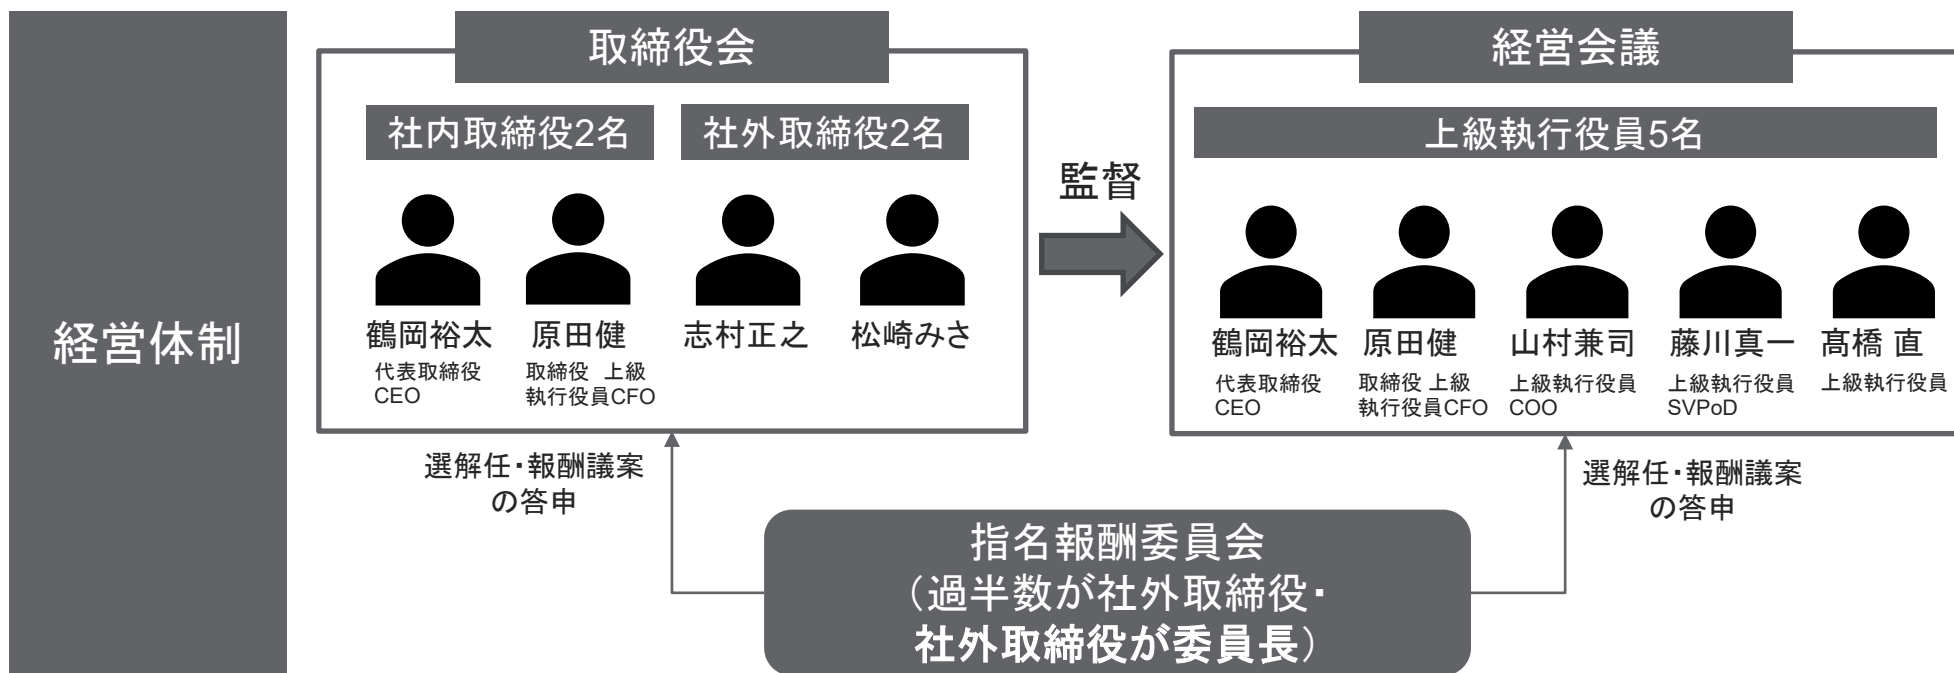 経営体制
取締役会
社内取締役2名
社外取締役2名
鶴岡裕太
代表取締役
CEO
原田健
取締役 上級
執行役員CFO
志村正之
松崎みさ
監督
経営会議
上級執行役員5名
鶴岡裕太
代表取締役
CEO
原田健
取締役 上級
執行役員CFO
山村兼司
上級執行役員
COO
藤川真一
上級執行役員
SVPoD
髙橋 直
上級執行役員
選解任・報酬議案
の答申
選解任・報酬議案
の答申
指名報酬委員会
（過半数が社外取締役・
社外取締役が委員長）